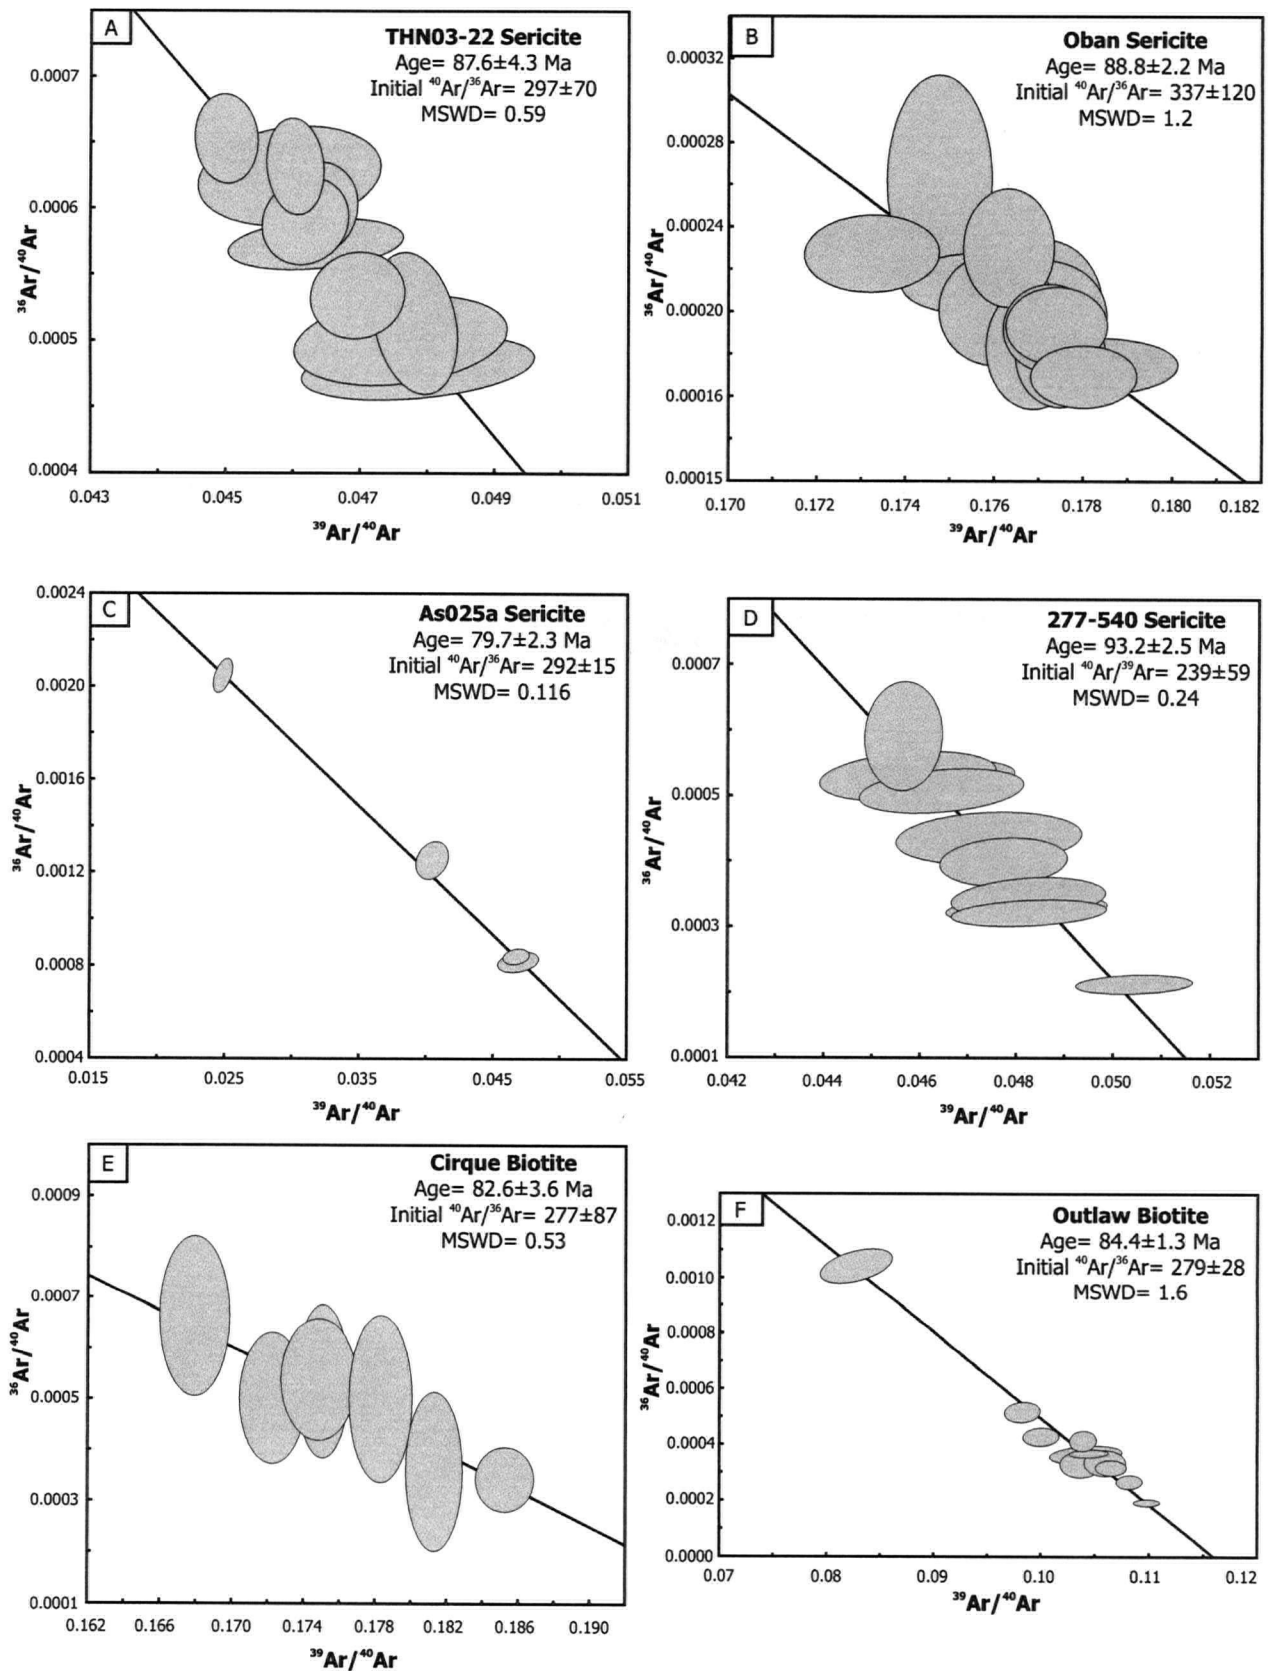 A
THN03-22 Sericite
Age= 87.6±4.3 Ma
Initial ⁴⁰Ar/³⁶Ar= 297±70
MSWD= 0.59
0.0007
0.0006
0.0005
0.0004
³⁶Ar/⁴⁰Ar
0.043 0.045 0.047 0.049 0.051
³⁹Ar/⁴⁰Ar
B
Oban Sericite
Age= 88.8±2.2 Ma
Initial ⁴⁰Ar/³⁶Ar= 337±120
MSWD= 1.2
0.00032
0.00028
0.00024
0.00020
0.00016
0.00015
³⁶Ar/⁴⁰Ar
0.170 0.172 0.174 0.176 0.178 0.180 0.182
³⁹Ar/⁴⁰Ar
C
As025a Sericite
Age= 79.7±2.3 Ma
Initial ⁴⁰Ar/³⁶Ar= 292±15
MSWD= 0.116
0.0024
0.0020
0.0016
0.0012
0.0008
0.0004
³⁶Ar/⁴⁰Ar
0.015 0.025 0.035 0.045 0.055
³⁹Ar/⁴⁰Ar
D
277-540 Sericite
Age= 93.2±2.5 Ma
Initial ⁴⁰Ar/³⁹Ar= 239±59
MSWD= 0.24
0.0007
0.0005
0.0003
0.0001
³⁶Ar/⁴⁰Ar
0.042 0.044 0.046 0.048 0.050 0.052
³⁹Ar/⁴⁰Ar
E
Cirque Biotite
Age= 82.6±3.6 Ma
Initial ⁴⁰Ar/³⁶Ar= 277±87
MSWD= 0.53
0.0009
0.0007
0.0005
0.0003
0.0001
³⁶Ar/⁴⁰Ar
0.162 0.166 0.170 0.174 0.178 0.182 0.186 0.190
³⁹Ar/⁴⁰Ar
F
Outlaw Biotite
Age= 84.4±1.3 Ma
Initial ⁴⁰Ar/³⁶Ar= 279±28
MSWD= 1.6
0.0012
0.0010
0.0008
0.0006
0.0004
0.0002
0.0000
³⁶Ar/⁴⁰Ar
0.07 0.08 0.09 0.10 0.11 0.12
³⁹Ar/⁴⁰Ar